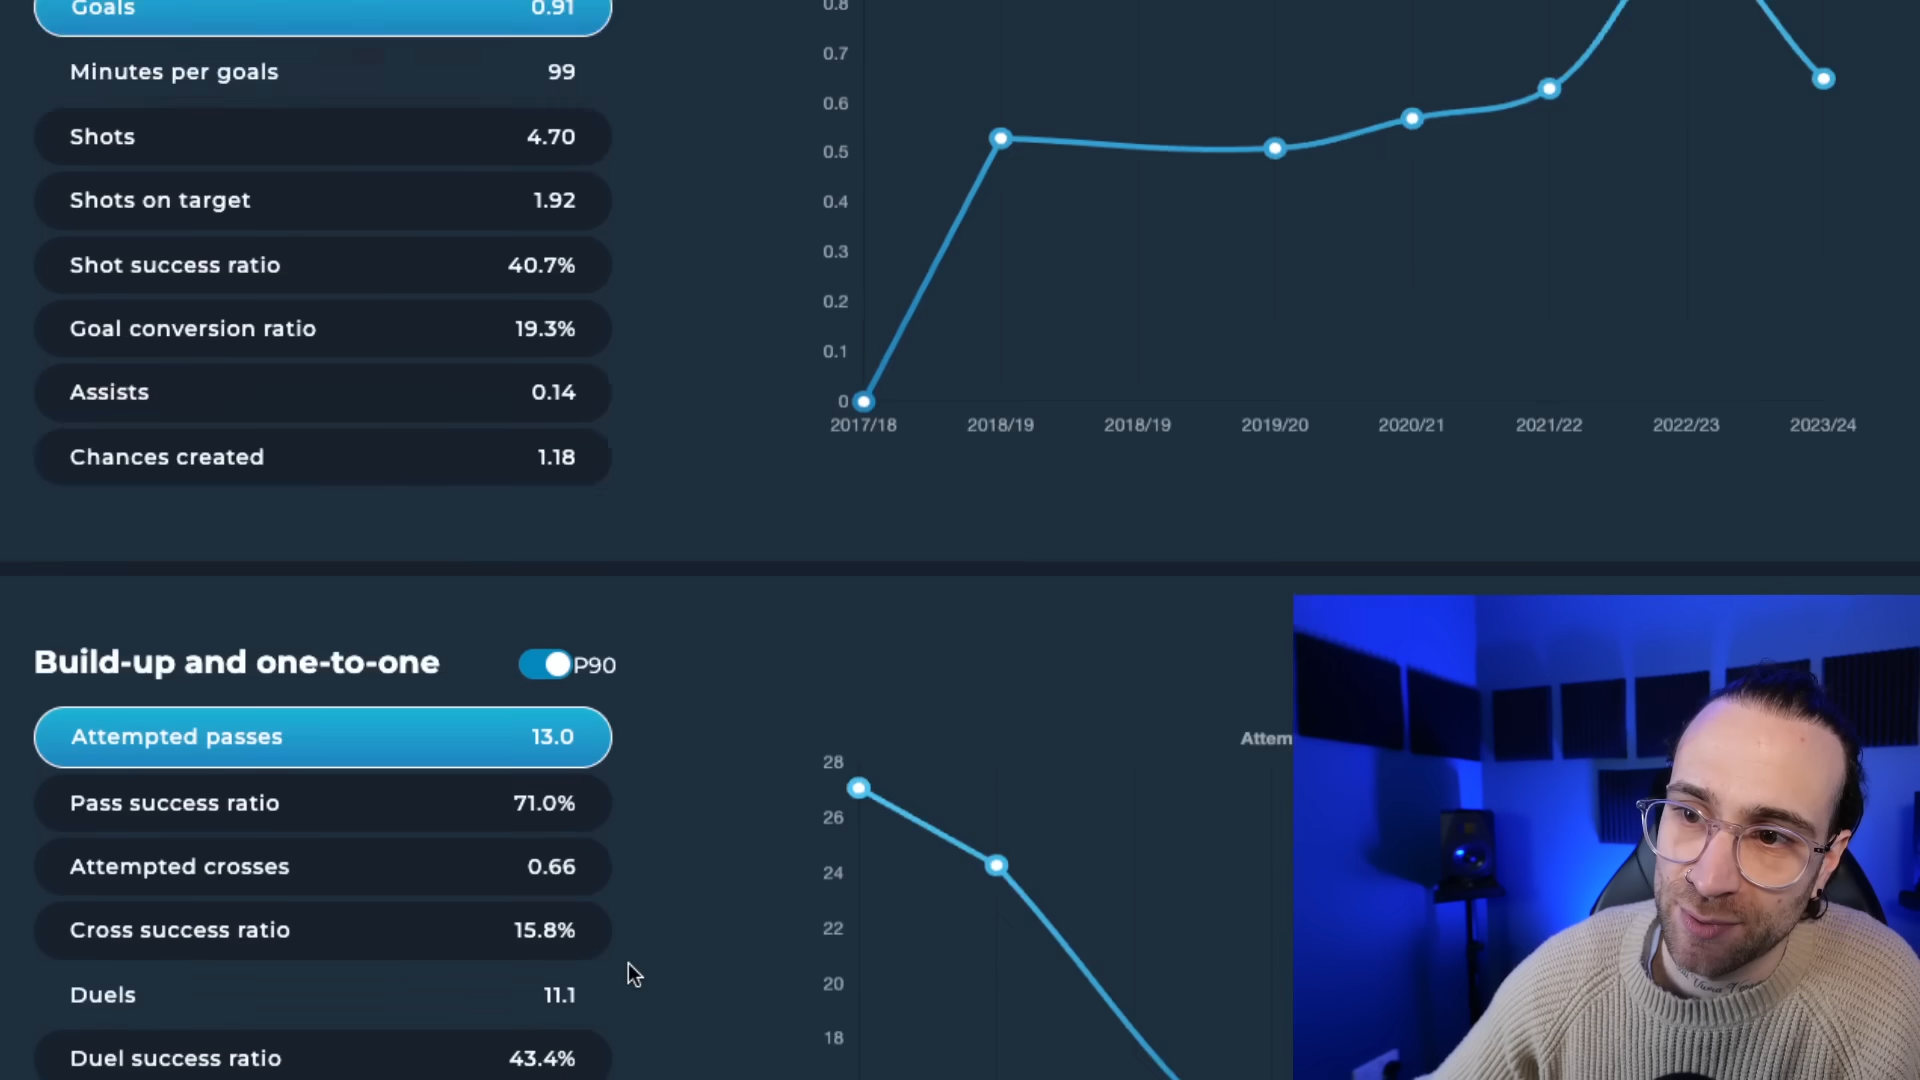 Goals 0.91
Minutes per goals 99
Shots 4.70
Shots on target 1.92
Shot success ratio 40.7%
Goal conversion ratio 19.3%
Assists 0.14
Chances created 1.18
0.8
0.7
0.6
0.5
0.4
0.3
0.2
0.1
0
2017/18 2018/19 2018/19 2019/20 2020/21 2021/22 2022/23 2023/24
Build-up and one-to-one P90
Attempted passes 13.0
Pass success ratio 71.0%
Attempted crosses 0.66
Cross success ratio 15.8%
Duels 11.1
Duel success ratio 43.4%
Attem
28
26
24
22
20
18